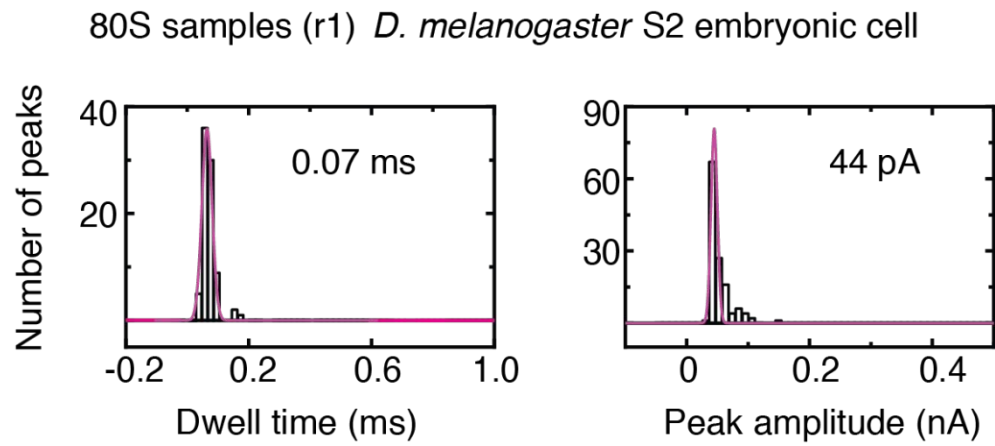 80S samples (r1) D. melanogaster S2 embryonic cell
Number of peaks
40
20
0.07 ms
-0.2 0.2 0.6 1.0
Dwell time (ms)
90
60
30
44 pA
0 0.2 0.4
Peak amplitude (nA)